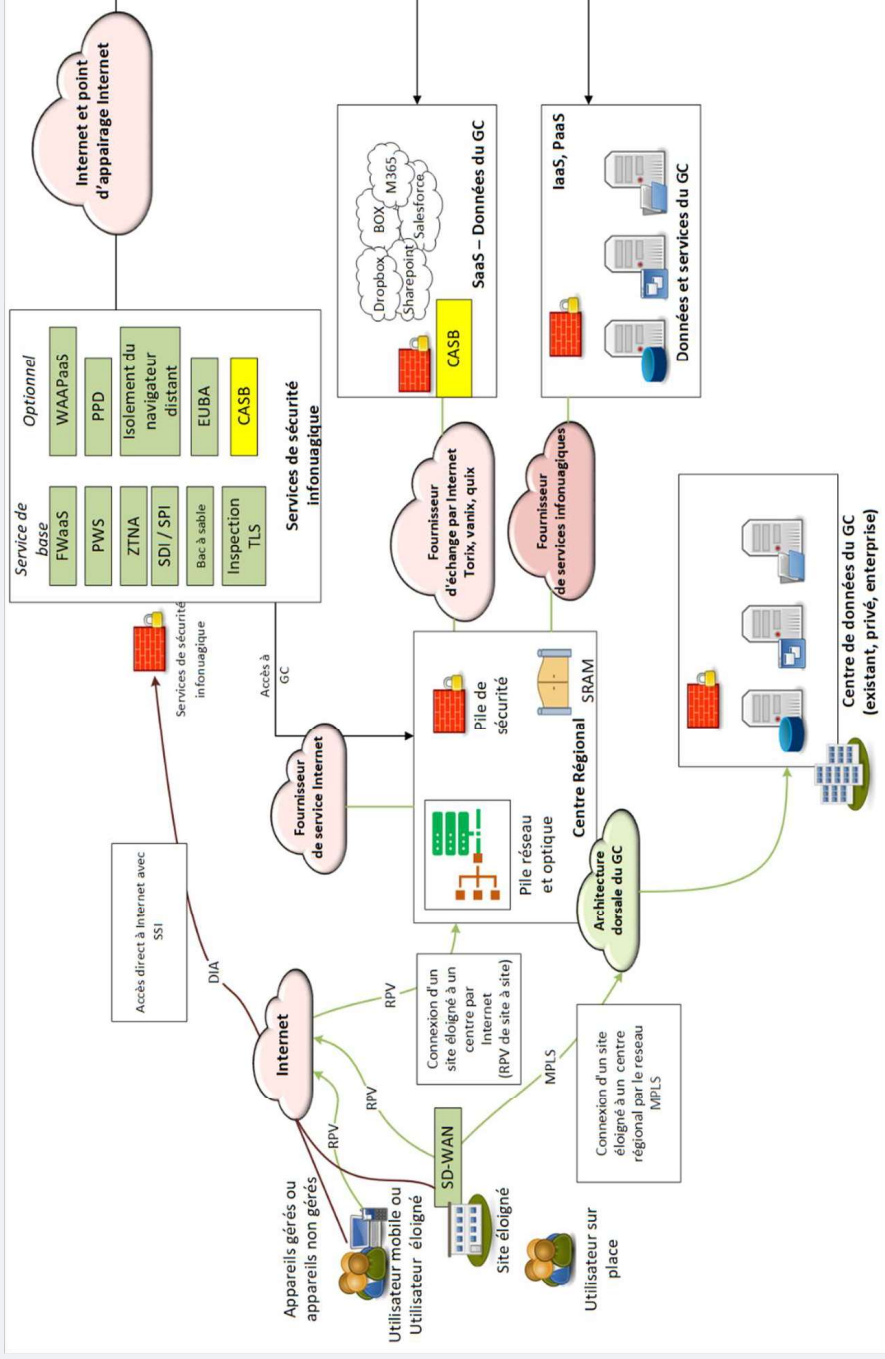 Internet et point
d'appairage Internet
Service de
base
Optionnel
FWaaS
WAAPaaS
PWS
PPD
ZTNA
Isolement du
navigateur
distant
SDI / SPI
Bac à sable
EUBA
Inspection
TLS
CASB
Services de sécurité
infonuagique
Services de sécurité
infonuagique
Accès à
GC
Accès direct à Internet avec
SSI
DIA
Internet
Fournisseur
de service Internet
Appareils gérés ou
appareils non gérés
Utilisateur mobile ou
Utilisateur éloigné
RPV
RPV
RPV
SD-WAN
Site éloigné
Utilisateur sur
place
MPLS
Connexion d'un
site éloigné à un
centre par
Internet
(RPV de site à site)
Connexion d'un site
éloigné à un centre
régional par le reseau
MPLS
Pile réseau
et optique
Pile de
sécurité
SRAM
Centre Régional
Architecture
dorsale du GC
Fournisseur
d'échange par Internet
Torix, vanix, quix
Fournisseur
de services infonuagiques
Dropbox
BOX
M365
Sharepoint
Salesforce
CASB
SaaS – Données du GC
IaaS, PaaS
Données et services du GC
Centre de données du GC
(existant, privé, enterprise)